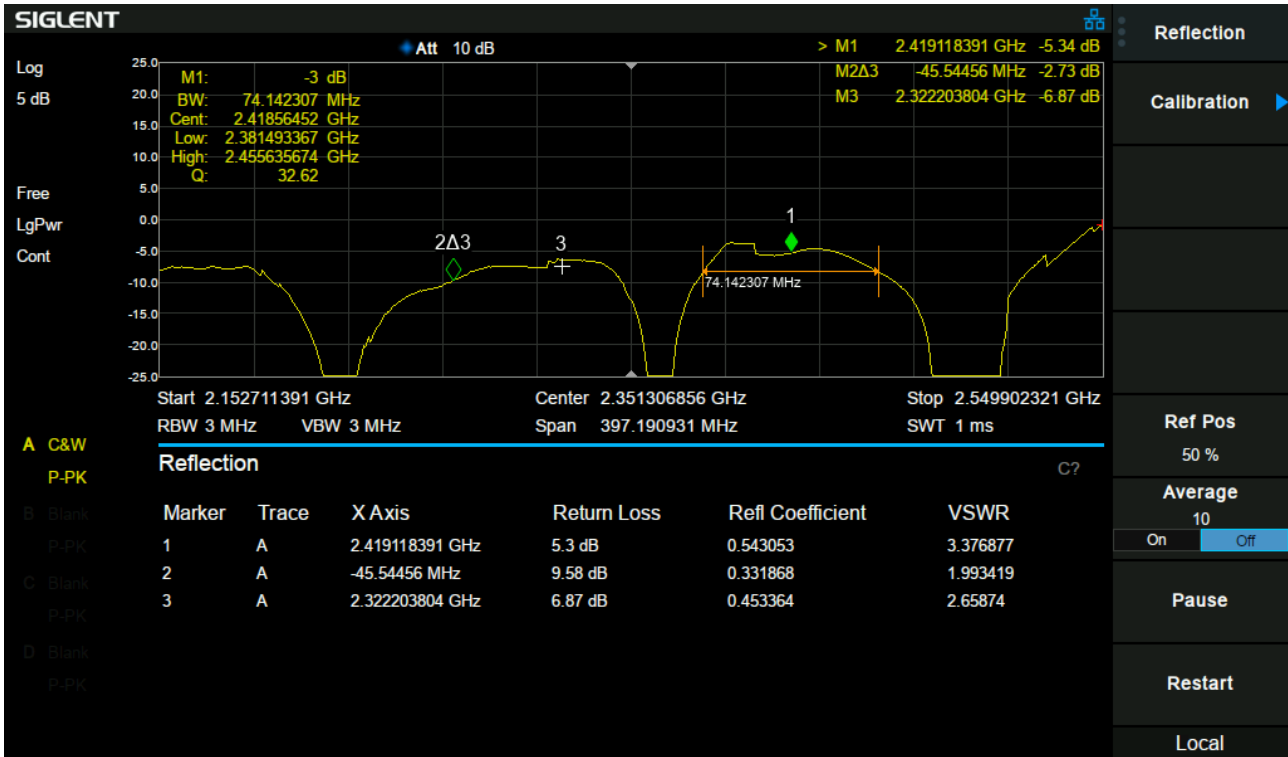 SIGLENT
Reflection
Att 10 dB
> M1 2.419118391 GHz -5.34 dB
M2Δ3 -45.54456 MHz -2.73 dB
M3 2.322203804 GHz -6.87 dB
Log
5 dB
Free
LgPwr
Cont
25.0
20.0
15.0
10.0
5.0
0.0
-5.0
-10.0
-15.0
-20.0
-25.0
M1: -3 dB
BW: 74.142307 MHz
Cent: 2.41856452 GHz
Low: 2.381493367 GHz
High: 2.455635674 GHz
Q: 32.62
2Δ3
3
1
74.142307 MHz
Start 2.152711391 GHz Center 2.351306856 GHz Stop 2.549902321 GHz
RBW 3 MHz VBW 3 MHz Span 397.190931 MHz SWT 1 ms
A C&W
P-PK
B Blank
P-PK
C Blank
P-PK
D Blank
P-PK
Reflection C?
Marker Trace X Axis Return Loss Refl Coefficient VSWR
1 A 2.419118391 GHz 5.3 dB 0.543053 3.376877
2 A -45.54456 MHz 9.58 dB 0.331868 1.993419
3 A 2.322203804 GHz 6.87 dB 0.453364 2.65874
Calibration
Ref Pos
50 %
Average
10
On Off
Pause
Restart
Local